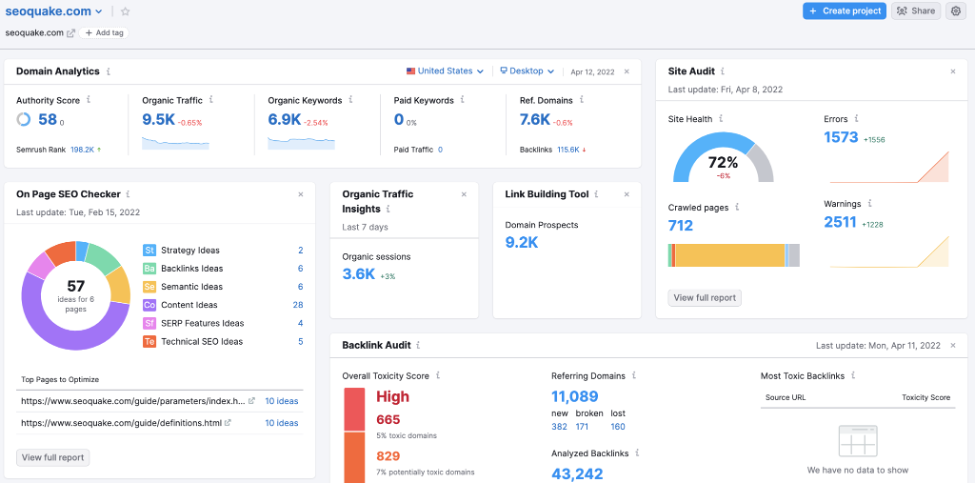 seoquake.com
+ Create project
Share
seoquake.com
+ Add tag
Domain Analytics i
United States
Desktop
Apr 12, 2022 ×
Authority Score i
58 0
Semrush Rank 198.2K ↑
Organic Traffic i
9.5K -0.65%
Organic Keywords i
6.9K -2.54%
Paid Keywords i
0 0%
Paid Traffic 0
Ref. Domains i
7.6K -0.6%
Backlinks 115.6K ↓
Site Audit i ×
Last update: Fri, Apr 8, 2022
Site Health i
72%
-6%
Errors i
1573 +1556
Crawled pages i
712
Warnings i
2511 +1228
View full report
On Page SEO Checker i ×
Last update: Tue, Feb 15, 2022
57
ideas for 6
pages
St Strategy Ideas 2
Ba Backlinks Ideas 6
Se Semantic Ideas 6
Co Content Ideas 28
Sf SERP Features Ideas 4
Te Technical SEO Ideas 5
Top Pages to Optimize
https://www.seoquake.com/guide/parameters/index.h... 10 ideas
https://www.seoquake.com/guide/definitions.html 10 ideas
View full report
Organic Traffic ×
Insights i
Last 7 days
Organic sessions
3.6K +3%
Link Building Tool i ×
Domain Prospects
9.2K
Backlink Audit i
Last update: Mon, Apr 11, 2022 ×
Overall Toxicity Score i
High
665
5% toxic domains
829
7% potentially toxic domains
Referring Domains i
11,089
new broken lost
382 171 160
Analyzed Backlinks i
43,242
Most Toxic Backlinks i
Source URL Toxicity Score
We have no data to show